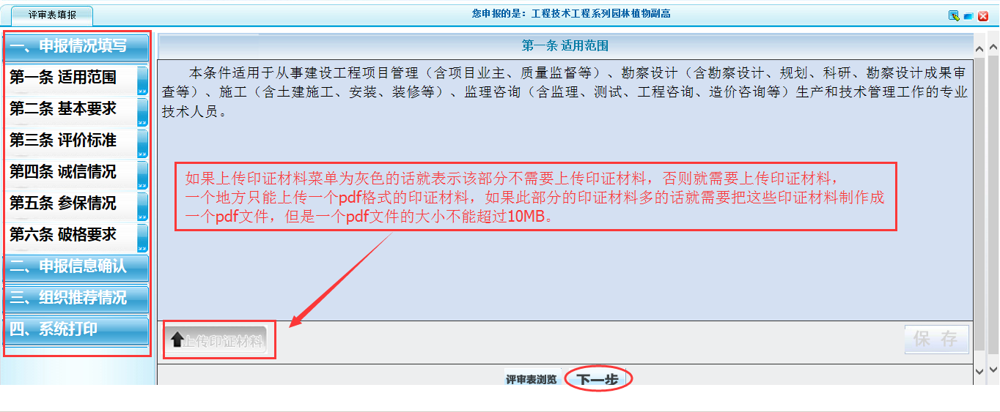 评审表填报
您申报的是：工程技术工程系列园林植物副高
一、申报情况填写
第一条 适用范围
第二条 基本要求
第三条 评价标准
第四条 诚信情况
第五条 参保情况
第六条 破格要求
二、申报信息确认
三、组织推荐情况
四、系统打印
第一条 适用范围
本条件适用于从事建设工程项目管理（含项目业主、质量监督等）、勘察设计（含勘察设计、规划、科研、勘察设计成果审
查等）、施工（含土建施工、安装、装修等）、监理咨询（含监理、测试、工程咨询、造价咨询等）生产和技术管理工作的专业
技术人员。
如果上传印证材料菜单为灰色的话就表示该部分不需要上传印证材料，否则就需要上传印证材料，
一个地方只能上传一个pdf格式的印证材料，如果此部分的印证材料多的话就需要把这些印证材料制作成
一个pdf文件，但是一个pdf文件的大小不能超过10MB。
上传印证材料
保 存
评审表浏览
下一步